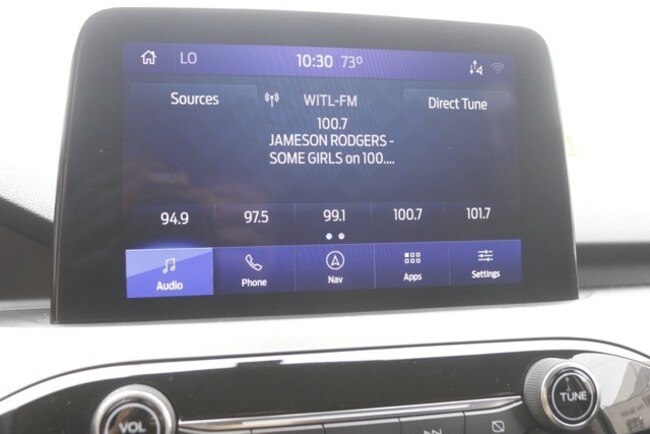 LO 10:30 73°
Sources WITL-FM Direct Tune
100.7
JAMESON RODGERS -
SOME GIRLS on 100....
94.9 97.5 99.1 100.7 101.7
Audio Phone Nav Apps Settings
VOL TUNE